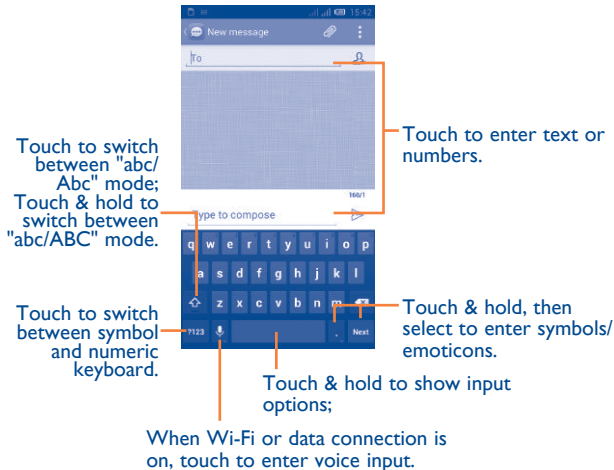 15:42
New message
To
Touch to enter text or
numbers.
Touch to switch
between "abc/
Abc" mode;
Touch & hold to
switch between
"abc/ABC" mode.
160/1
Type to compose
q w e r t y u i o p
a s d f g h j k l
z x c v b n m
?123 . Next
Touch to switch
between symbol
and numeric
keyboard.
Touch & hold, then
select to enter symbols/
emoticons.
Touch & hold to show input
options;
When Wi-Fi or data connection is
on, touch to enter voice input.